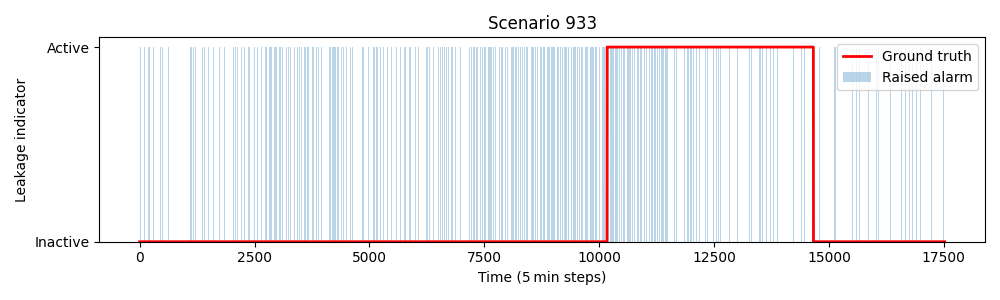 Scenario 933
Active
Leakage indicator
Inactive
Ground truth
Raised alarm
0
2500
5000
7500
10000
12500
15000
17500
Time (5 min steps)